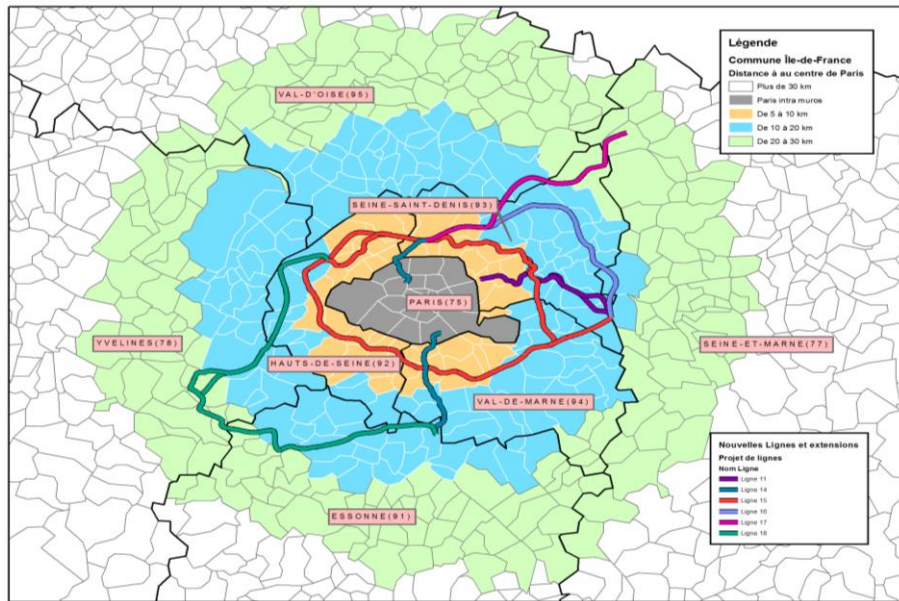 Légende
Commune Île-de-France
Distance à au centre de Paris
Plus de 30 km
Paris intra muros
De 5 à 10 km
De 10 à 20 km
De 20 à 30 km
VAL D'OISE(95)
SEINE-SAINT-DENIS(93)
PARIS(75)
YVELINES(78)
SEINE-ET-MARNE(77)
HAUTS-DE-SEINE(92)
VAL-DE-MARNE(94)
ESSONNE(91)
Nouvelles Lignes et extensions
Projet de lignes
Nom Ligne
Ligne 11
Ligne 14
Ligne 15
Ligne 16
Ligne 17
Ligne 18